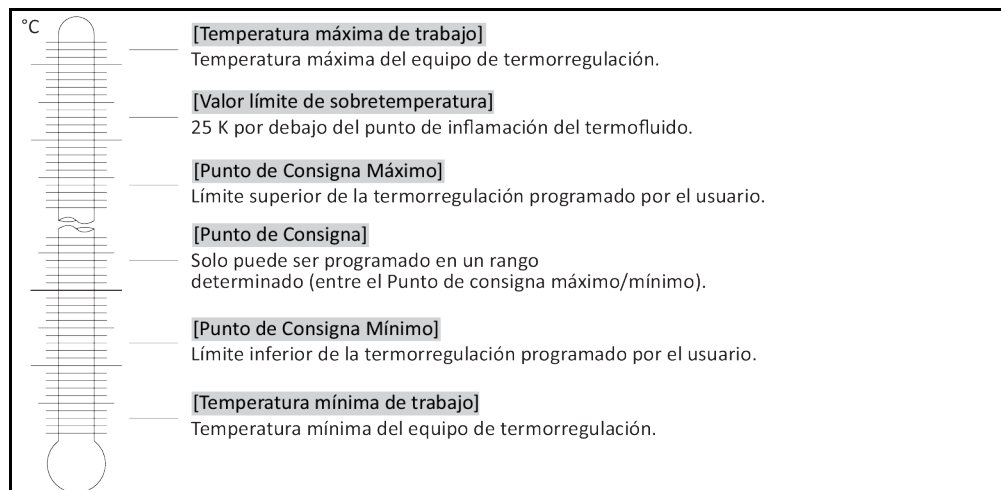 °C
[Temperatura máxima de trabajo]
Temperatura máxima del equipo de termorregulación.
[Valor límite de sobretemperatura]
25 K por debajo del punto de inflamación del termofluido.
[Punto de Consigna Máximo]
Límite superior de la termorregulación programado por el usuario.
[Punto de Consigna]
Solo puede ser programado en un rango
determinado (entre el Punto de consigna máximo/mínimo).
[Punto de Consigna Mínimo]
Límite inferior de la termorregulación programado por el usuario.
[Temperatura mínima de trabajo]
Temperatura mínima del equipo de termorregulación.